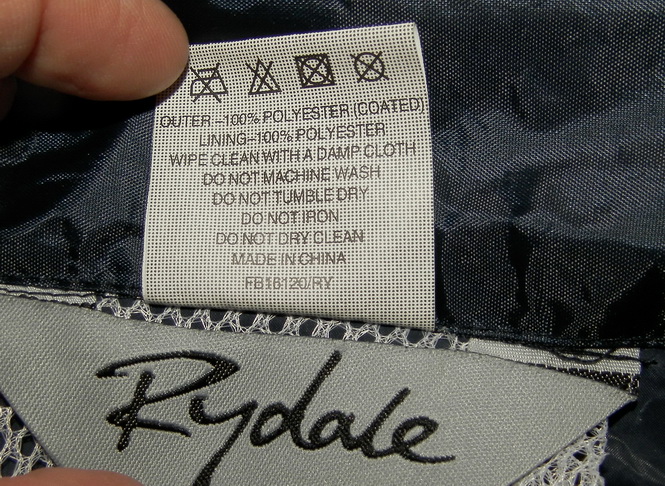 OUTER-100% POLYESTER (COATED)
LINING-100% POLYESTER
WIPE CLEAN WITH A DAMP CLOTH
DO NOT MACHINE WASH
DO NOT TUMBLE DRY
DO NOT IRON
DO NOT DRY CLEAN
MADE IN CHINA
FB16120/RY
Rydale